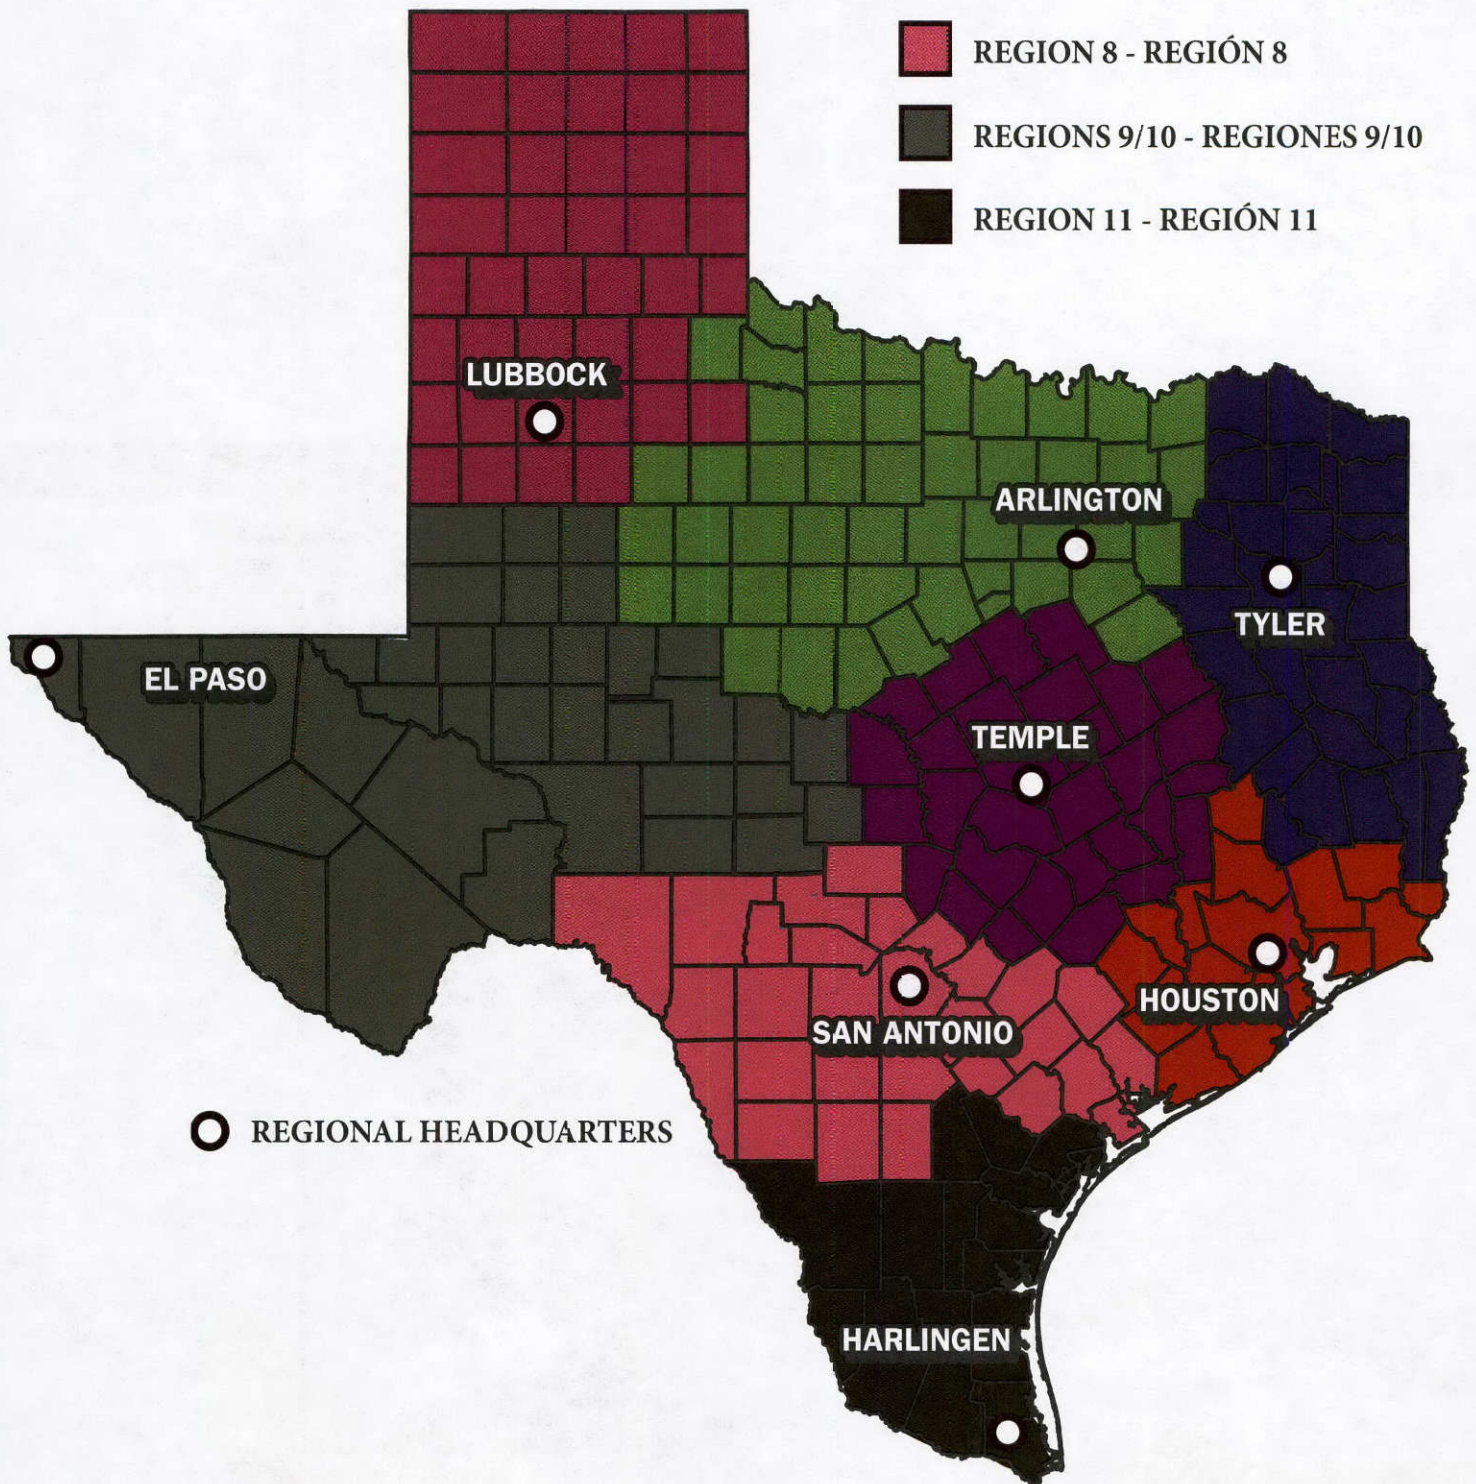 REGION 8 - REGIÓN 8
REGIONS 9/10 - REGIONES 9/10
REGION 11 - REGIÓN 11
LUBBOCK
ARLINGTON
TYLER
EL PASO
TEMPLE
HOUSTON
SAN ANTONIO
REGIONAL HEADQUARTERS
HARLINGEN